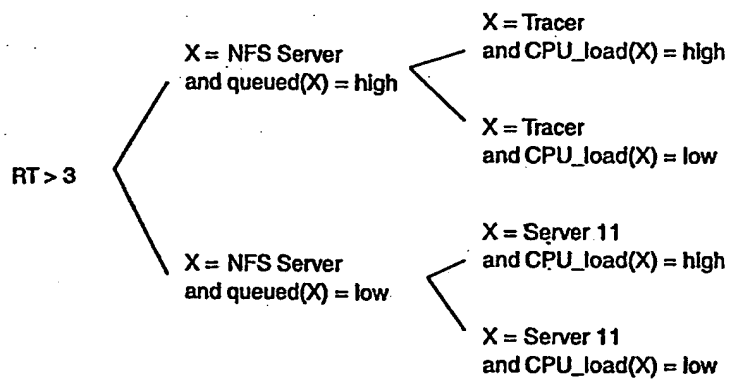 RT > 3
X = NFS Server
and queued(X) = high
X = Tracer
and CPU_load(X) = high
X = Tracer
and CPU_load(X) = low
X = NFS Server
and queued(X) = low
X = Server 11
and CPU_load(X) = high
X = Server 11
and CPU_load(X) = low